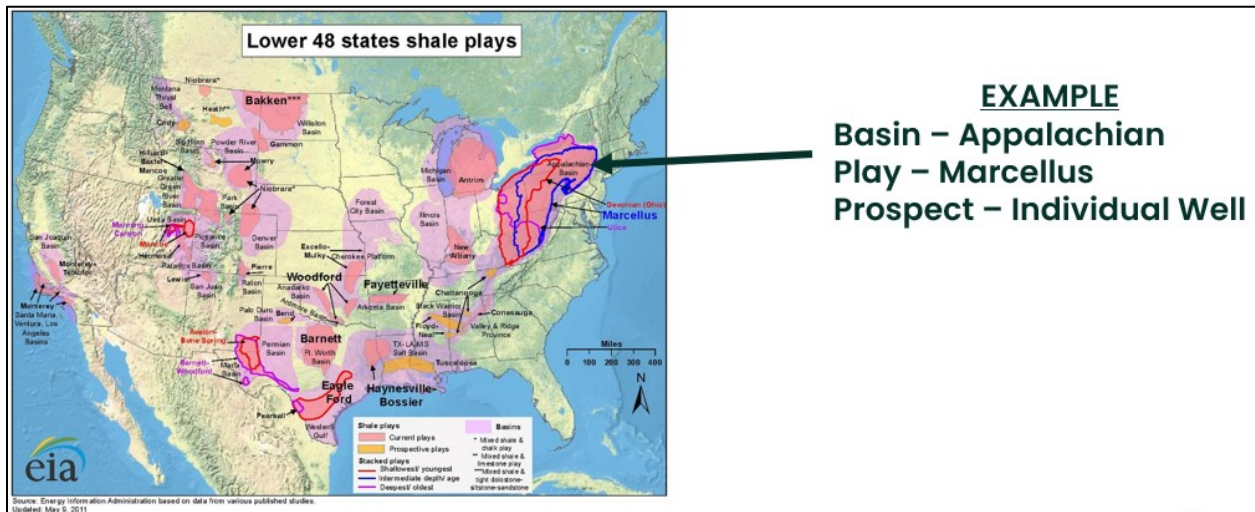 Lower 48 states shale plays
Niobrara*
Montana
Thrust
Belt
Bakken***
Heath**
Cody
Williston
Basin
Big Horn
Basin
Powder River
Basin
Gammon
Hilliard-
Baxter-
Mancos
Mowry
Greater
Green
River
Basin
Niobrara*
Park
Basin
Uinta Basin
Manning
Canyon
Mancos
Piceance
Basin
Denver
Basin
Hermosa
Paradox Basin
Lewis
San Juan
Basin
Pierre
Raton
Basin
San Joaquin
Basin
Monterey-
Temblor
Monterey
Santa Maria,
Ventura, Los
Angeles
Basins
Forest
City Basin
Excello-
Mulky
Cherokee Platform
Woodford
Anadarko
Basin
Ardmore Basin
Arkoma Basin
Fayetteville
Palo Duro
Basin
Bend
Avalon-
Bone Spring
Permian
Basin
Barnett-
Woodford
Marfa
Basin
Barnett
Ft. Worth
Basin
Eagle
Ford
Pearsall
Western
Gulf
Haynesville-
Bossier
TX-LA-MS
Salt Basin
Tuscaloosa
Michigan
Basin
Antrim
Illinois
Basin
New
Albany
Appalachian
Basin
Devonian (Ohio)
Marcellus
Utica
Chattanooga
Black Warrior
Basin
Floyd-
Neal
Conasauga
Valley & Ridge
Province
Miles
0 100 200 300 400
N
Shale plays
Current plays
Prospective plays
Stacked plays
Shallowest/ youngest
Intermediate depth/ age
Deepest/ oldest
Basins
* Mixed shale &
chalk play
** Mixed shale &
limestone play
***Mixed shale &
tight dolostone-
siltstone-sandstone
eia
Source: Energy Information Administration based on data from various published studies.
Updated: May 9, 2011
EXAMPLE
Basin – Appalachian
Play – Marcellus
Prospect – Individual Well